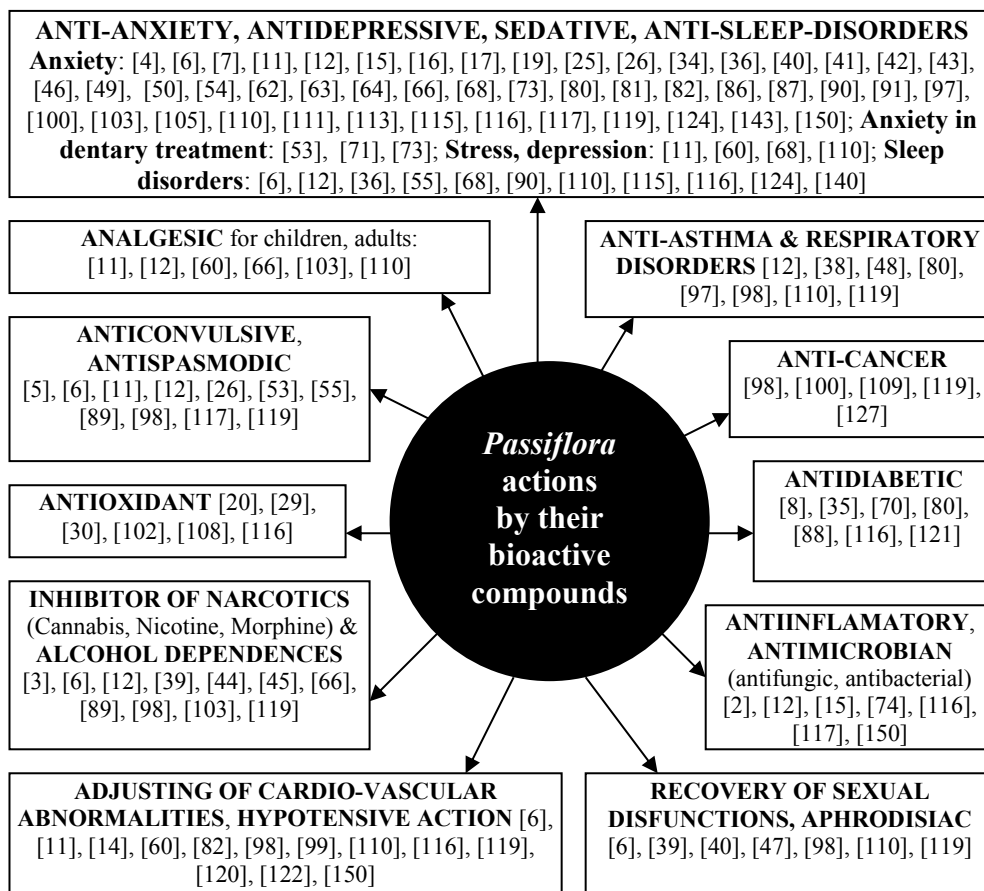 ANTI-ANXIETY, ANTIDEPRESSIVE, SEDATIVE, ANTI-SLEEP-DISORDERS
Anxiety: [4], [6], [7], [11], [12], [15], [16], [17], [19], [25], [26], [34], [36], [40], [41], [42], [43],
[46], [49], [50], [54], [62], [63], [64], [66], [68], [73], [80], [81], [82], [86], [87], [90], [91], [97],
[100], [103], [105], [110], [111], [113], [115], [116], [117], [119], [124], [143], [150]; Anxiety in
dentary treatment: [53], [71], [73]; Stress, depression: [11], [60], [68], [110]; Sleep
disorders: [6], [12], [36], [55], [68], [90], [110], [115], [116], [124], [140]
ANALGESIC for children, adults:
[11], [12], [60], [66], [103], [110]
ANTI-ASTHMA & RESPIRATORY
DISORDERS [12], [38], [48], [80],
[97], [98], [110], [119]
ANTICONVULSIVE,
ANTISPASMODIC
[5], [6], [11], [12], [26], [53], [55],
[89], [98], [117], [119]
ANTI-CANCER
[98], [100], [109], [119],
[127]
Passiflora
actions
by their
bioactive
compounds
ANTIOXIDANT [20], [29],
[30], [102], [108], [116]
ANTIDIABETIC
[8], [35], [70], [80],
[88], [116], [121]
INHIBITOR OF NARCOTICS
(Cannabis, Nicotine, Morphine) &
ALCOHOL DEPENDENCES
[3], [6], [12], [39], [44], [45], [66],
[89], [98], [103], [119]
ANTIINFLAMATORY,
ANTIMICROBIAN
(antifungic, antibacterial)
[2], [12], [15], [74], [116],
[117], [150]
ADJUSTING OF CARDIO-VASCULAR
ABNORMALITIES, HYPOTENSIVE ACTION [6],
[11], [14], [60], [82], [98], [99], [110], [116], [119],
[120], [122], [150]
RECOVERY OF SEXUAL
DISFUNCTIONS, APHRODISIAC
[6], [39], [40], [47], [98], [110], [119]